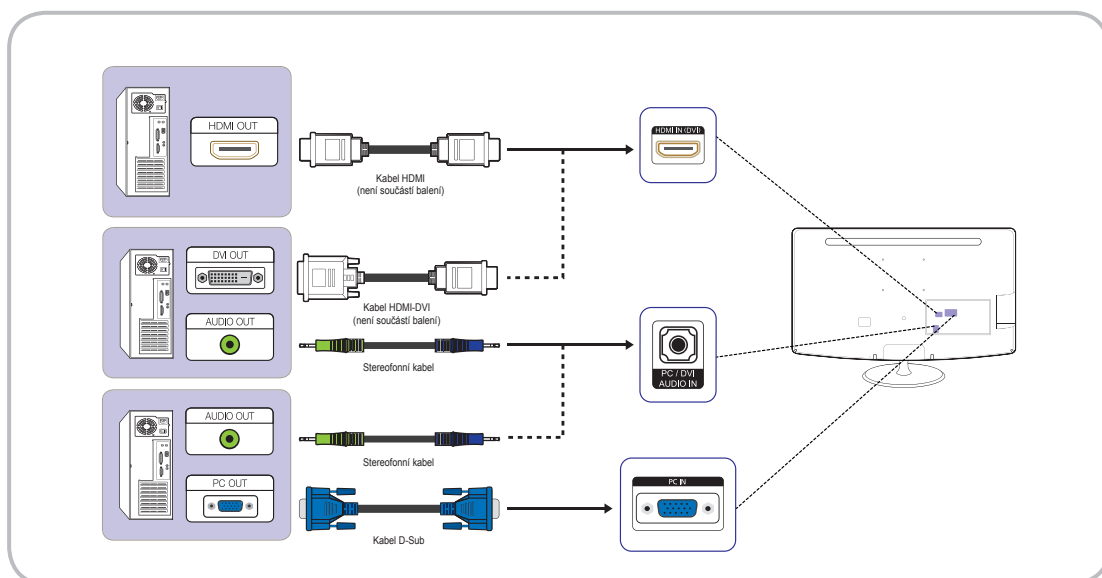 HDMI OUT
Kabel HDMI
(není součástí balení)
HDMI IN (DVI)
DVI OUT
AUDIO OUT
Kabel HDMI-DVI
(není součástí balení)
Stereofonní kabel
PC / DVI
AUDIO IN
AUDIO OUT
PC OUT
Stereofonní kabel
Kabel D-Sub
PC IN